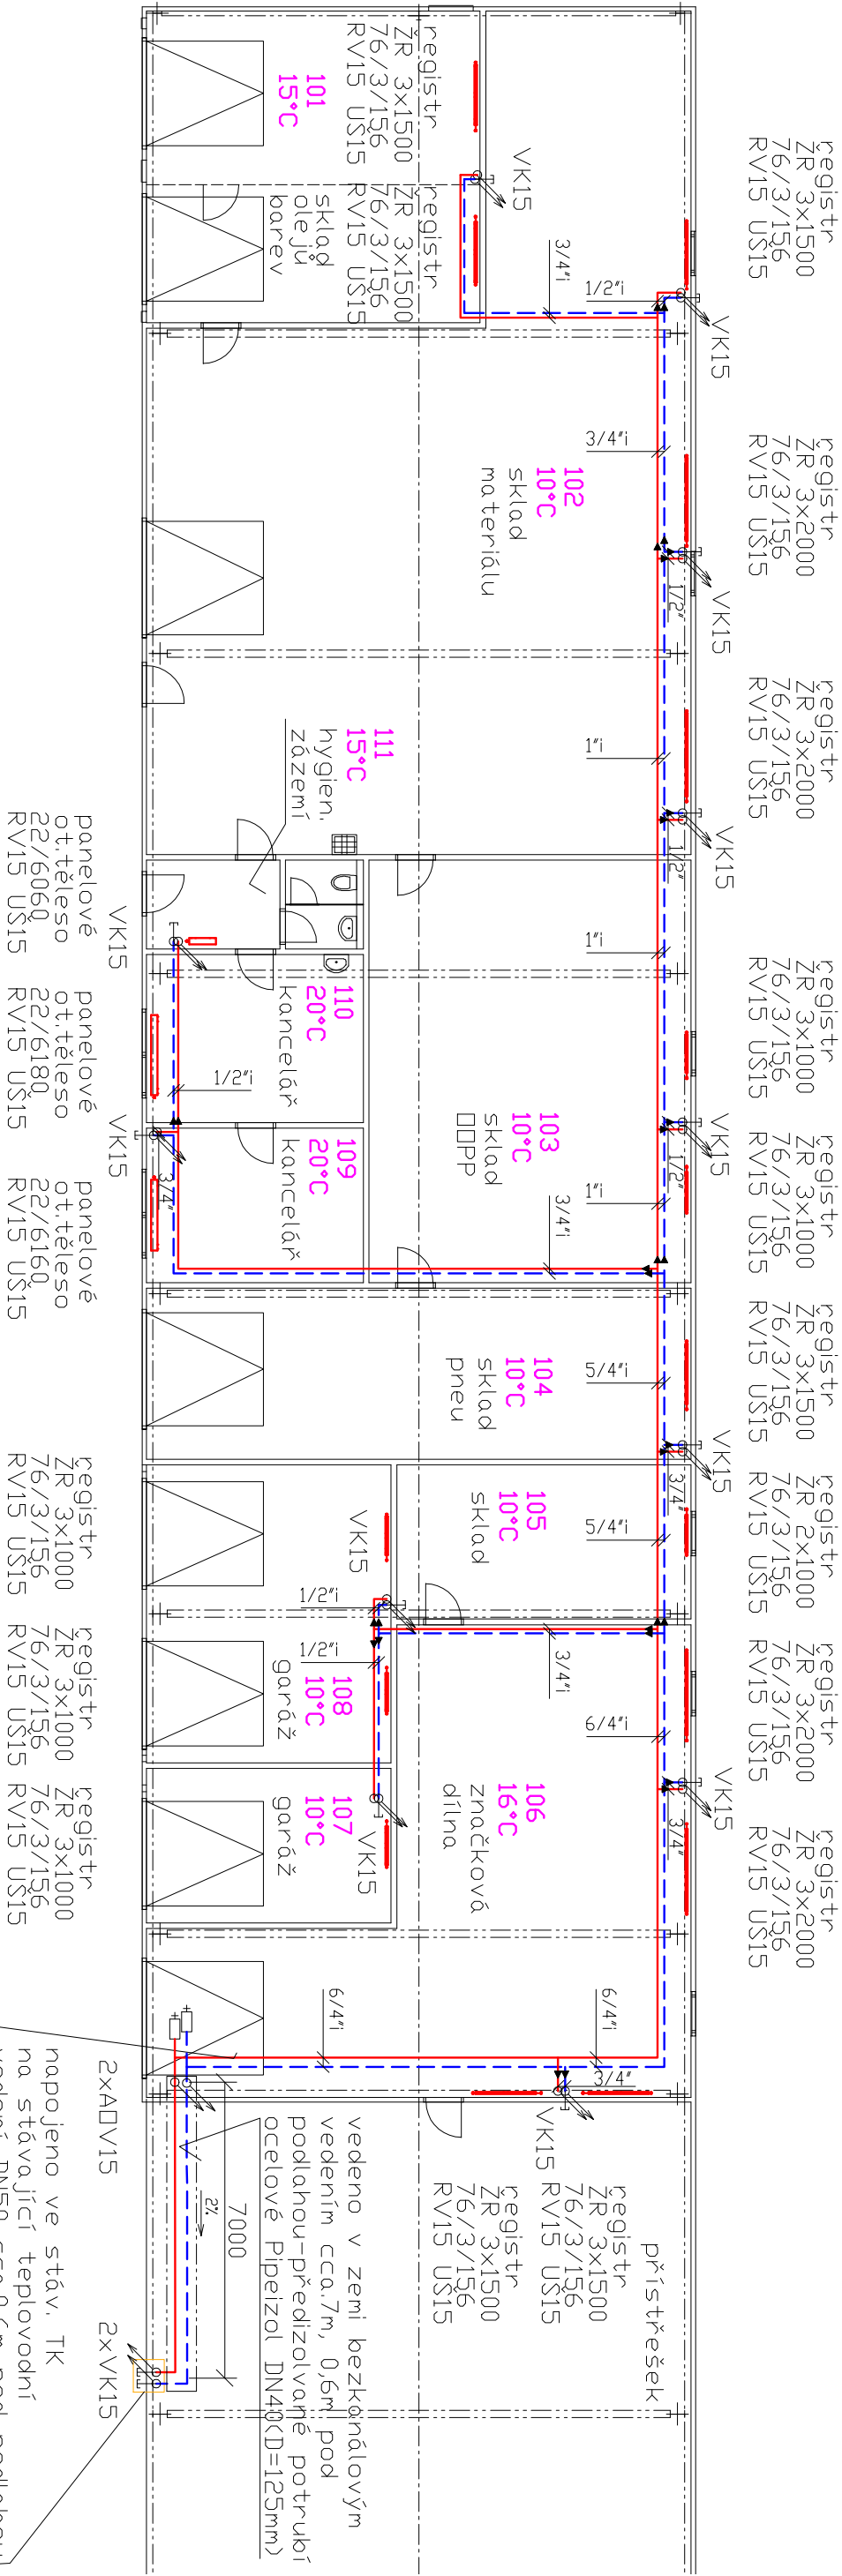 registr
ŽR 3x1500
76/3/156
RV15 UŠ15
registr
ŽR 3x2000
76/3/156
RV15 UŠ15
registr
ŽR 3x2000
76/3/156
RV15 UŠ15
registr
ŽR 3x1000
76/3/156
RV15 UŠ15
registr
ŽR 3x1000
76/3/156
RV15 UŠ15
registr
ŽR 3x1500
76/3/156
RV15 UŠ15
registr
ŽR 2x1000
76/3/156
RV15 UŠ15
registr
ŽR 3x2000
76/3/156
RV15 UŠ15
registr
ŽR 3x2000
76/3/156
RV15 UŠ15
VK15
VK15
VK15
VK15
VK15
VK15
1/2"
1/2"
1/2"
3/4"
3/4"
1/2"i
3/4"i
1"i
1"i
1"i
5/4"i
5/4"i
6/4"i
6/4"i
3/4"
přístřešek
registr
ŽR 3x1500
76/3/156
RV15 UŠ15
registr
ŽR 3x1500
76/3/156
RV15 UŠ15
VK15
VK15
3/4"i
3/4"i
3/4"i
102
10°C
sklad
materiálu
103
10°C
sklad
PP
104
10°C
sklad
pneu
105
10°C
sklad
106
16°C
značková
dílna
registr
ŽR 3x1500
76/3/156
RV15 UŠ15
registr
ŽR 3x1500
76/3/156
RV15 UŠ15
101
15°C
sklad
olejů
barev
111
15°C
hygien.
zázemí
110
20°C
kancelář
109
20°C
kancelář
VK15
1/2"i
1/2"i
108
10°C
garáž
107
10°C
garáž
VK15
6/4"i
1/2"i
3/4"
vedeno v zemi bezkanálovým
vedením cca.7m, 0,6m pod
podlahou-předizolvané potrubí
ocelové Pipeizol DN40(D=125mm)
7000
2%
VK15
VK15
panelové
ot.těleso
22/6060
RV15 UŠ15
panelové
ot.těleso
22/6180
RV15 UŠ15
panelové
ot.těleso
22/6160
RV15 UŠ15
registr
ŽR 3x1000
76/3/156
RV15 UŠ15
registr
ŽR 3x1000
76/3/156
RV15 UŠ15
registr
ŽR 3x1000
76/3/156
RV15 UŠ15
2xAOV15
2xVK15
napojeno ve stáv. TK
na stávající teplovodní